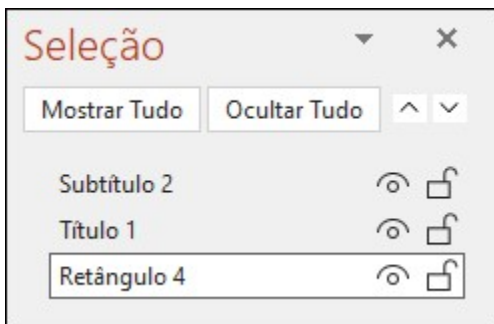 Seleção
Mostrar Tudo Ocultar Tudo
Subtítulo 2
Título 1
Retângulo 4